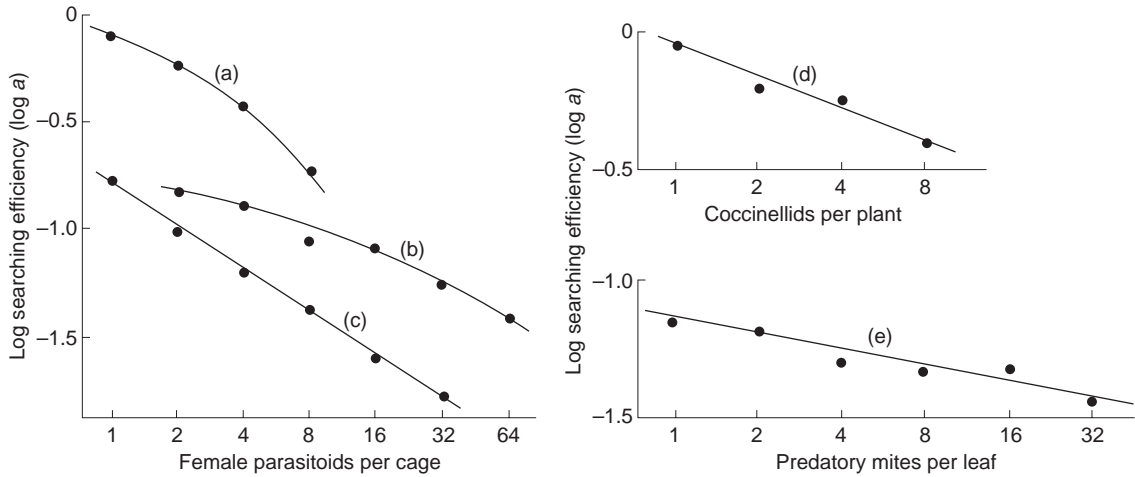 Log searching efficiency (log a)
0
–0.5
–1.0
–1.5
(a)
(b)
(c)
1 2 4 8 16 32 64
Female parasitoids per cage
Log searching efficiency (log a)
0
–0.5
(d)
1 2 4 8
Coccinellids per plant
–1.0
–1.5
(e)
1 2 4 8 16 32
Predatory mites per leaf